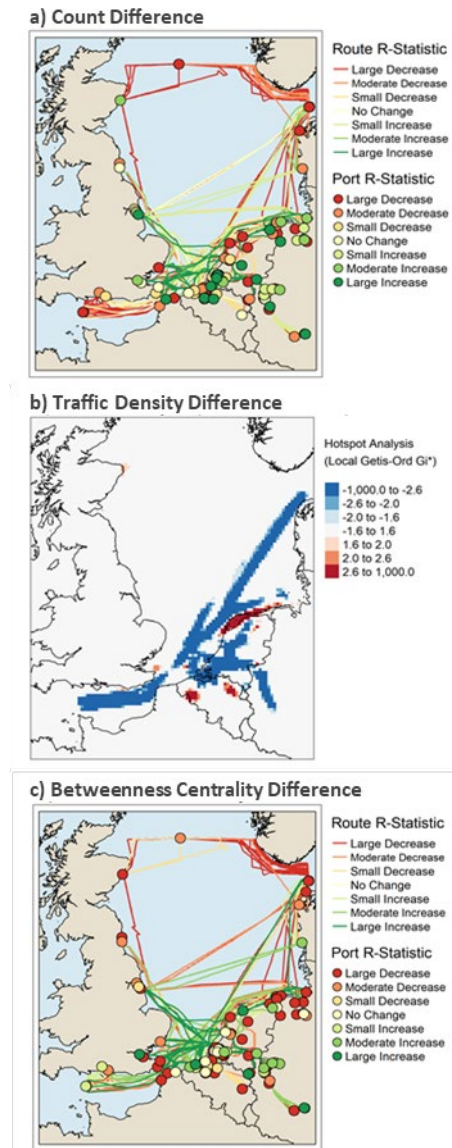 a) Count Difference
Route R-Statistic
Large Decrease
Moderate Decrease
Small Decrease
No Change
Small Increase
Moderate Increase
Large Increase
Port R-Statistic
Large Decrease
Moderate Decrease
Small Decrease
No Change
Small Increase
Moderate Increase
Large Increase
b) Traffic Density Difference
Hotspot Analysis
(Local Getis-Ord Gi*)
-1,000.0 to -2.6
-2.6 to -2.0
-2.0 to -1.6
-1.6 to 1.6
1.6 to 2.0
2.0 to 2.6
2.6 to 1,000.0
c) Betweenness Centrality Difference
Route R-Statistic
Large Decrease
Moderate Decrease
Small Decrease
No Change
Small Increase
Moderate Increase
Large Increase
Port R-Statistic
Large Decrease
Moderate Decrease
Small Decrease
No Change
Small Increase
Moderate Increase
Large Increase